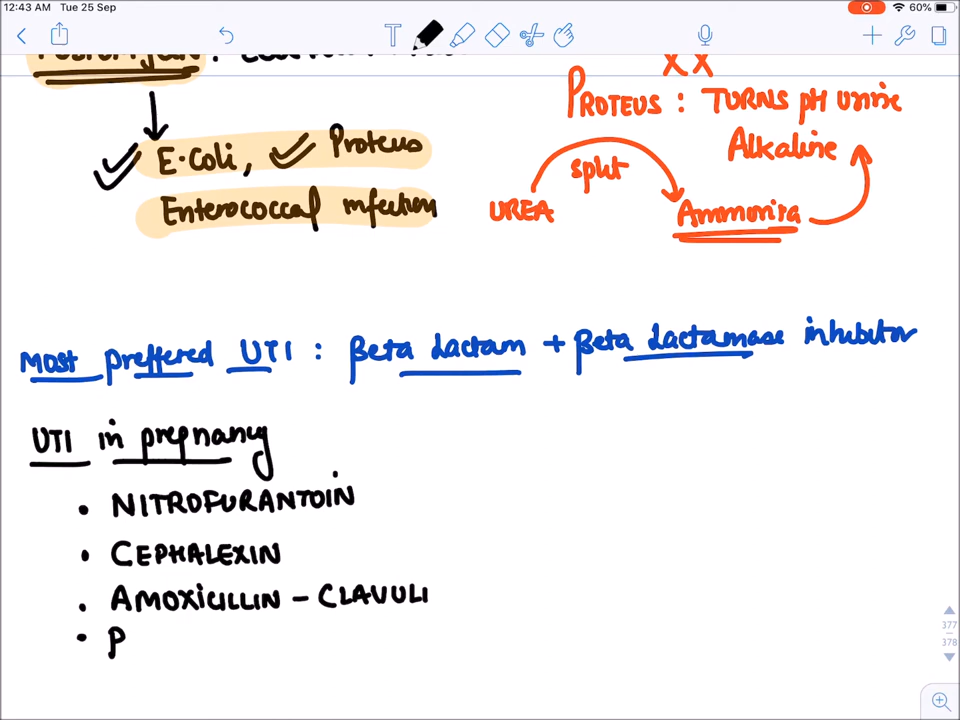 12:43 AM Tue 25 Sep
60%
T
PROTEUS : TURNS pH urine
Alkaline
E.Coli, Proteus
split
Enterococcal infection
UREA
Ammonia
Most preffered UTI : Beta Lactam + Beta Lactamase inhibitor
UTI in pregnancy
• NITROFURANTOIN
• CEPHALEXIN
• AMOXICILLIN - CLAVULI
• P
377
378